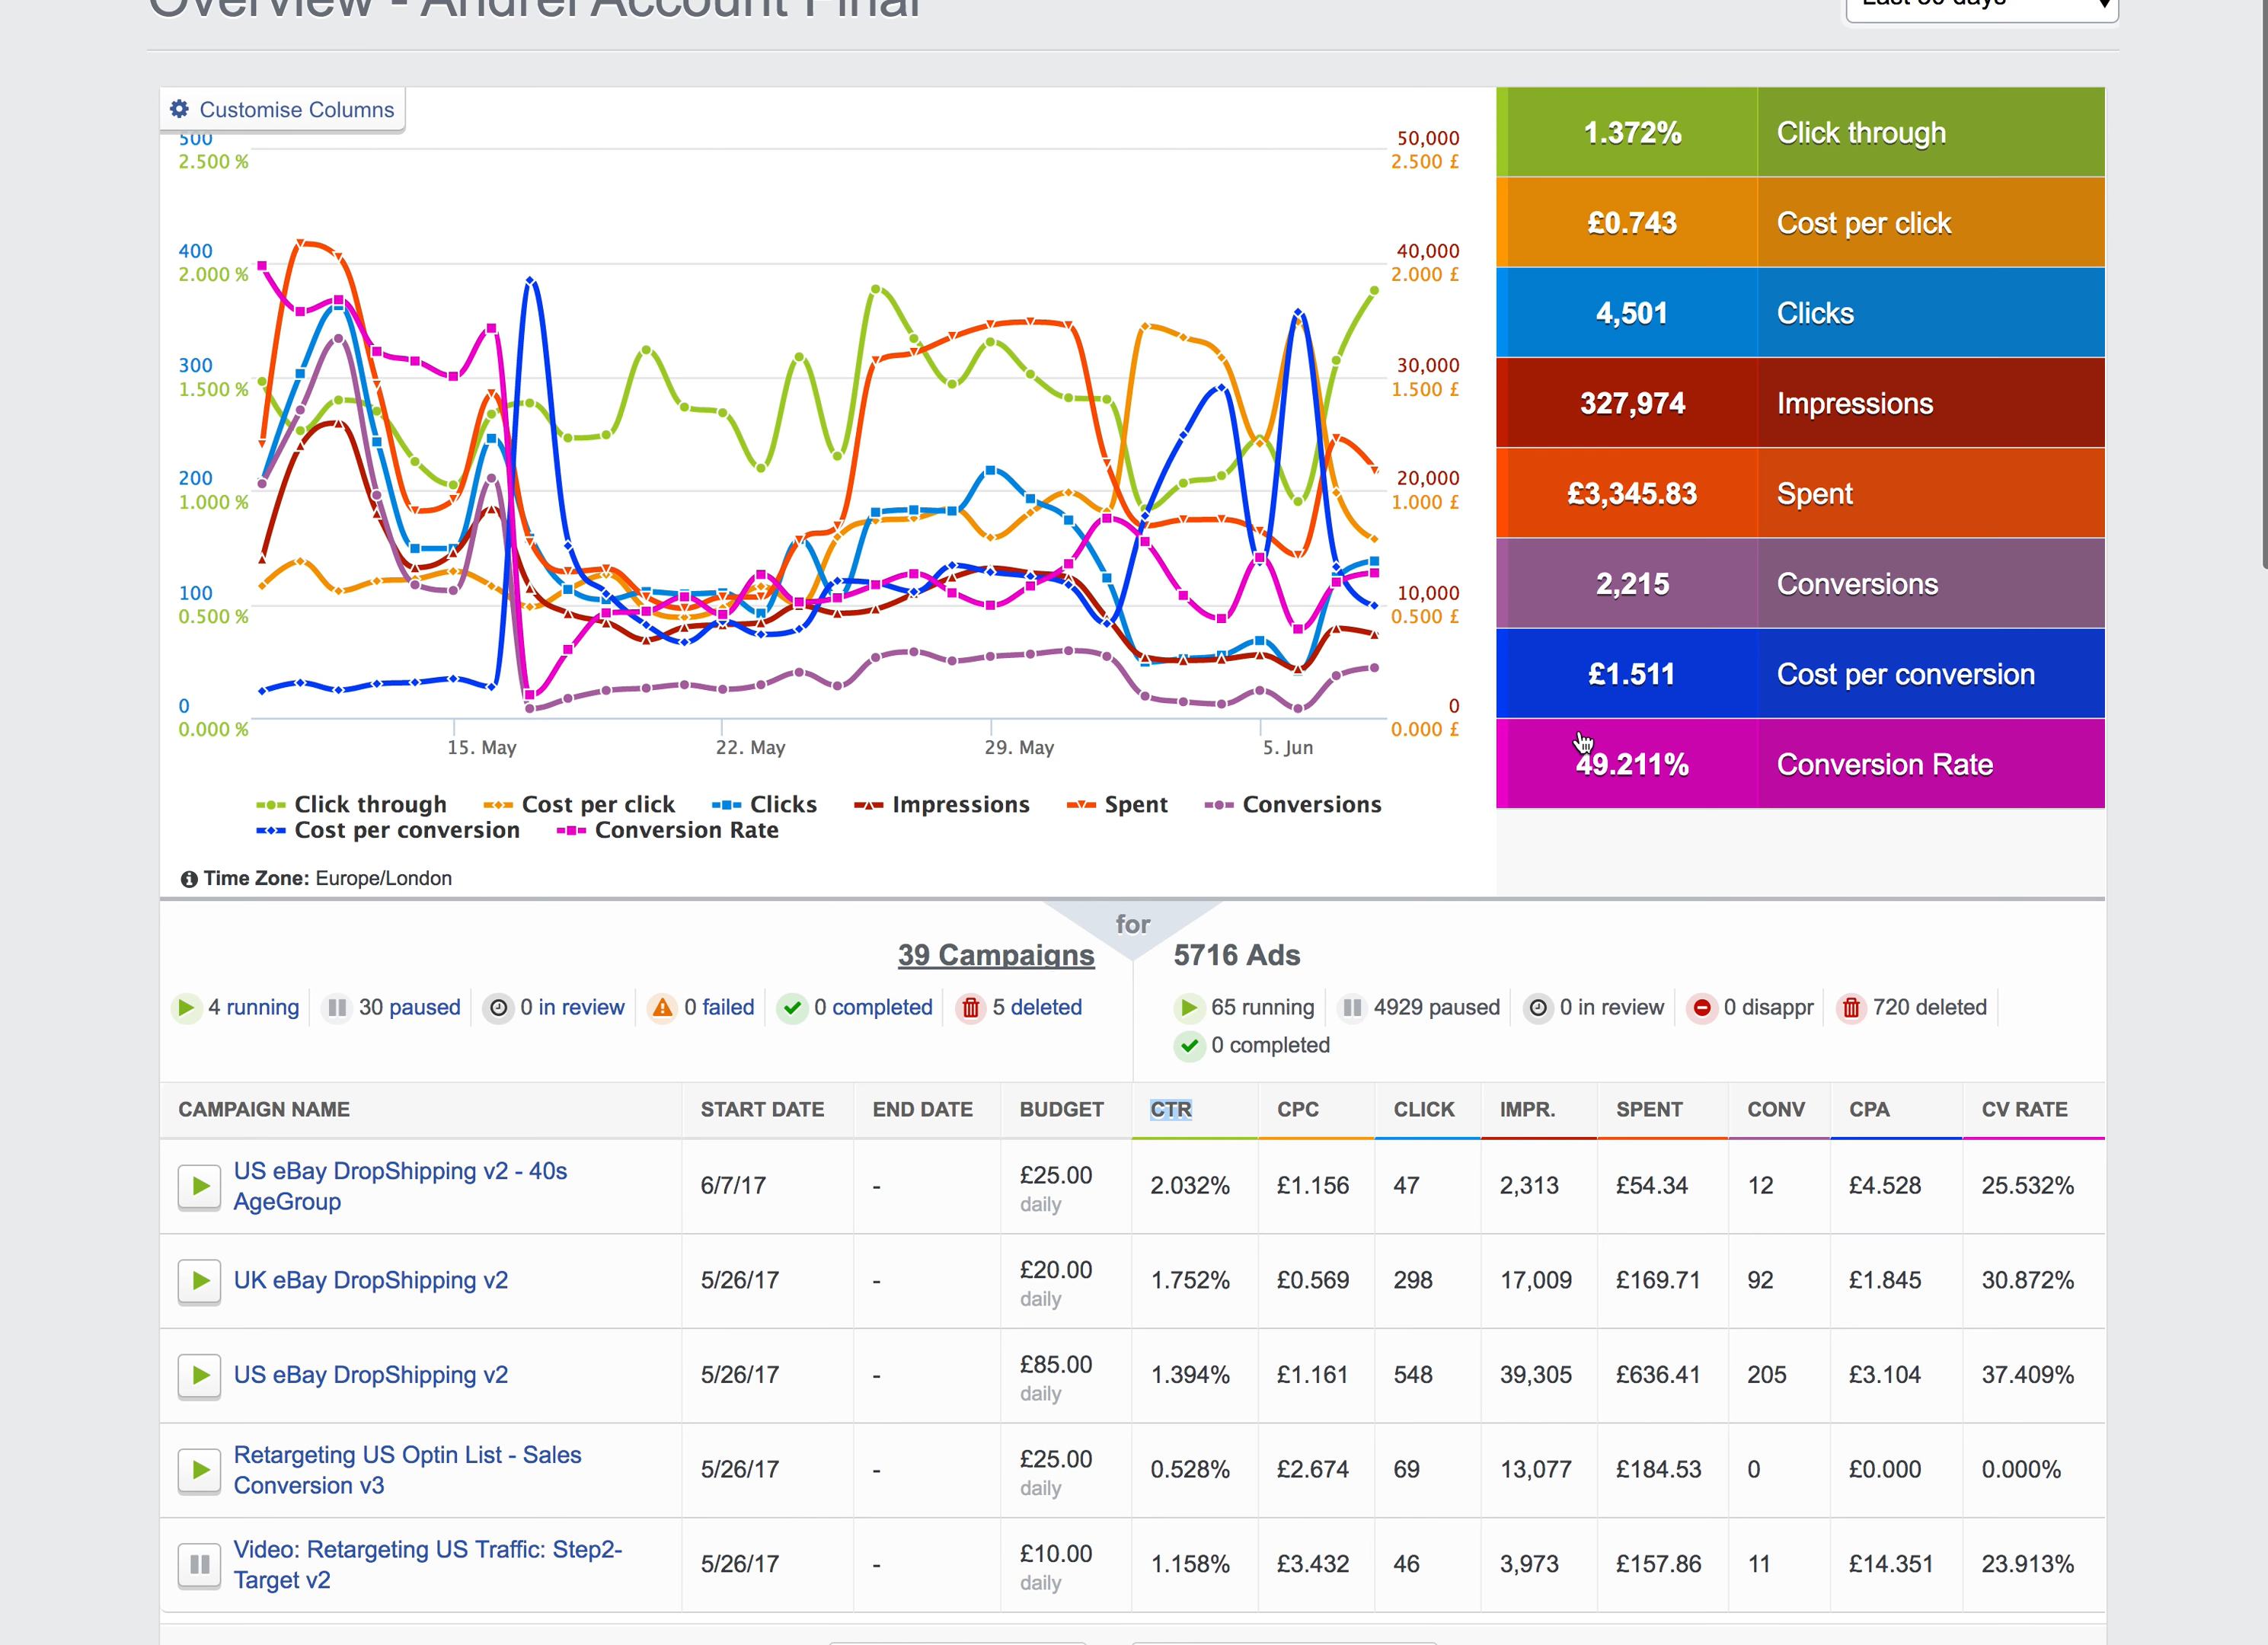 Overview - Andrei Account Final
Last 30 days
Customise Columns
500
2.500 %
400
2.000 %
300
1.500 %
200
1.000 %
100
0.500 %
0
0.000 %
50,000
2.500 £
40,000
2.000 £
30,000
1.500 £
20,000
1.000 £
10,000
0.500 £
0
0.000 £
15. May 22. May 29. May 5. Jun
Click through Cost per click Clicks Impressions Spent Conversions
Cost per conversion Conversion Rate
Time Zone: Europe/London
1.372% Click through
£0.743 Cost per click
4,501 Clicks
327,974 Impressions
£3,345.83 Spent
2,215 Conversions
£1.511 Cost per conversion
49.211% Conversion Rate
for
39 Campaigns
4 running 30 paused 0 in review 0 failed 0 completed 5 deleted
5716 Ads
65 running 4929 paused 0 in review 0 disappr 720 deleted
0 completed
CAMPAIGN NAME START DATE END DATE BUDGET CTR CPC CLICK IMPR. SPENT CONV CPA CV RATE
US eBay DropShipping v2 - 40s
AgeGroup
6/7/17 - £25.00
daily
2.032% £1.156 47 2,313 £54.34 12 £4.528 25.532%
UK eBay DropShipping v2 5/26/17 - £20.00
daily
1.752% £0.569 298 17,009 £169.71 92 £1.845 30.872%
US eBay DropShipping v2 5/26/17 - £85.00
daily
1.394% £1.161 548 39,305 £636.41 205 £3.104 37.409%
Retargeting US Optin List - Sales
Conversion v3
5/26/17 - £25.00
daily
0.528% £2.674 69 13,077 £184.53 0 £0.000 0.000%
Video: Retargeting US Traffic: Step2-
Target v2
5/26/17 - £10.00
daily
1.158% £3.432 46 3,973 £157.86 11 £14.351 23.913%